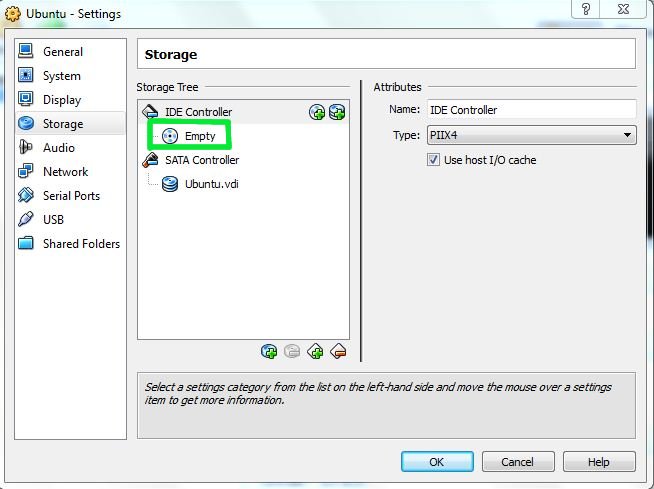 Ubuntu - Settings
?
General
System
Display
Storage
Audio
Network
Serial Ports
USB
Shared Folders
Storage
Storage Tree
IDE Controller
Empty
SATA Controller
Ubuntu.vdi
Attributes
Name: IDE Controller
Type: PIIX4
Use host I/O cache
Select a settings category from the list on the left-hand side and move the mouse over a settings
item to get more information.
OK
Cancel
Help